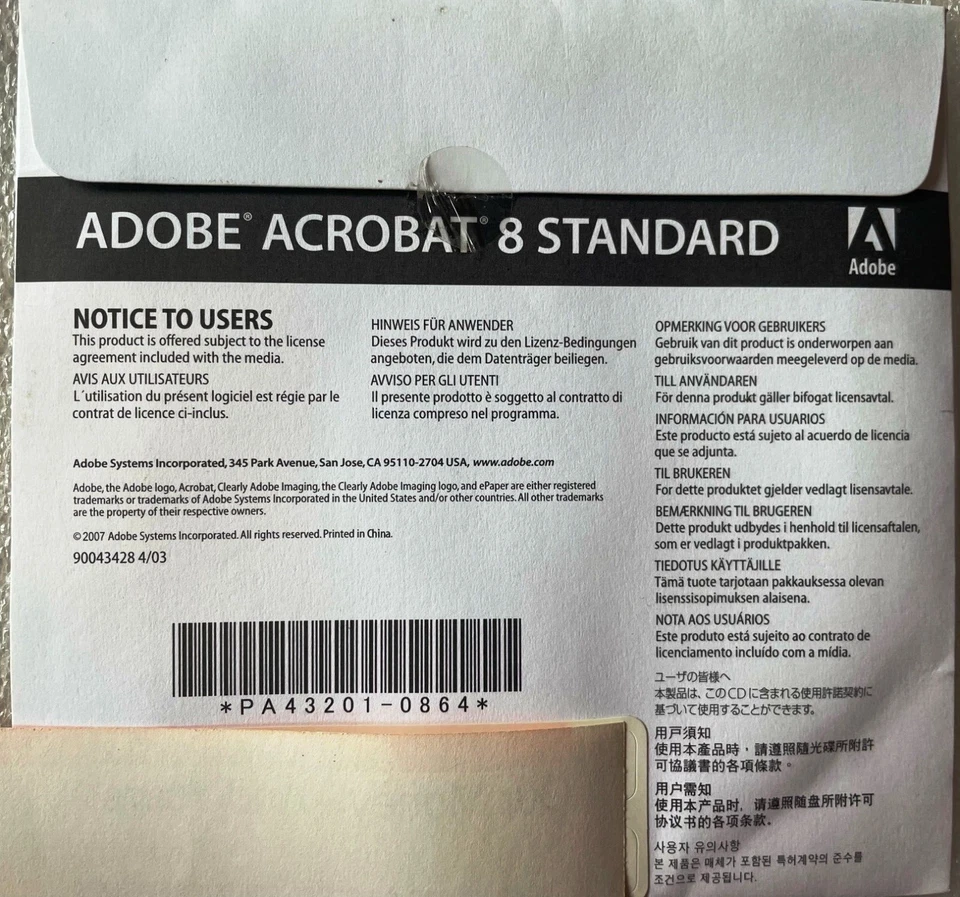 ADOBE® ACROBAT® 8 STANDARD
Adobe
NOTICE TO USERS
This product is offered subject to the license
agreement included with the media.
AVIS AUX UTILISATEURS
L´utilisation du présent logiciel est régie par le
contrat de licence ci-inclus.
HINWEIS FÜR ANWENDER
Dieses Produkt wird zu den Lizenz-Bedingungen
angeboten, die dem Datenträger beiliegen.
AVVISO PER GLI UTENTI
Il presente prodotto è soggetto al contratto di
licenza compreso nel programma.
Adobe Systems Incorporated, 345 Park Avenue, San Jose, CA 95110-2704 USA, www.adobe.com
Adobe, the Adobe logo, Acrobat, Clearly Adobe Imaging, the Clearly Adobe Imaging logo, and ePaper are either registered
trademarks or trademarks of Adobe Systems Incorporated in the United States and/or other countries. All other trademarks
are the property of their respective owners.
© 2007 Adobe Systems Incorporated. All rights reserved. Printed in China.
90043428 4/03
*PA43201-0864*
OPMERKING VOOR GEBRUIKERS
Gebruik van dit product is onderworpen aan
gebruiksvoorwaarden meegeleverd op de media.
TILL ANVÄNDAREN
För denna produkt gäller bifogat licensavtal.
INFORMACIÓN PARA USUARIOS
Este producto está sujeto al acuerdo de licencia
que se adjunta.
TIL BRUKEREN
For dette produktet gjelder vedlagt lisensavtale.
BEMÆRKNING TIL BRUGEREN
Dette produkt udbydes i henhold til licensaftalen,
som er vedlagt i produktpakken.
TIEDOTUS KÄYTTÄJILLE
Tämä tuote tarjotaan pakkauksessa olevan
lisenssisopimuksen alaisena.
NOTA AOS USUÁRIOS
Este produto está sujeito ao contrato de
licenciamento incluído com a mídia.
ユーザの皆様へ
本製品は、このCDに含まれる使用許諾契約に
基づいて使用することができます。
用戶須知
使用本產品時，請遵照隨光碟所附許
可協議書的各項條款。
用户需知
使用本产品时，请遵照随盘所附许可
协议书的各项条款。
사용자 유의사항
본 제품은 매체가 포함된 특허계약의 준수를
조건으로 제공됩니다.